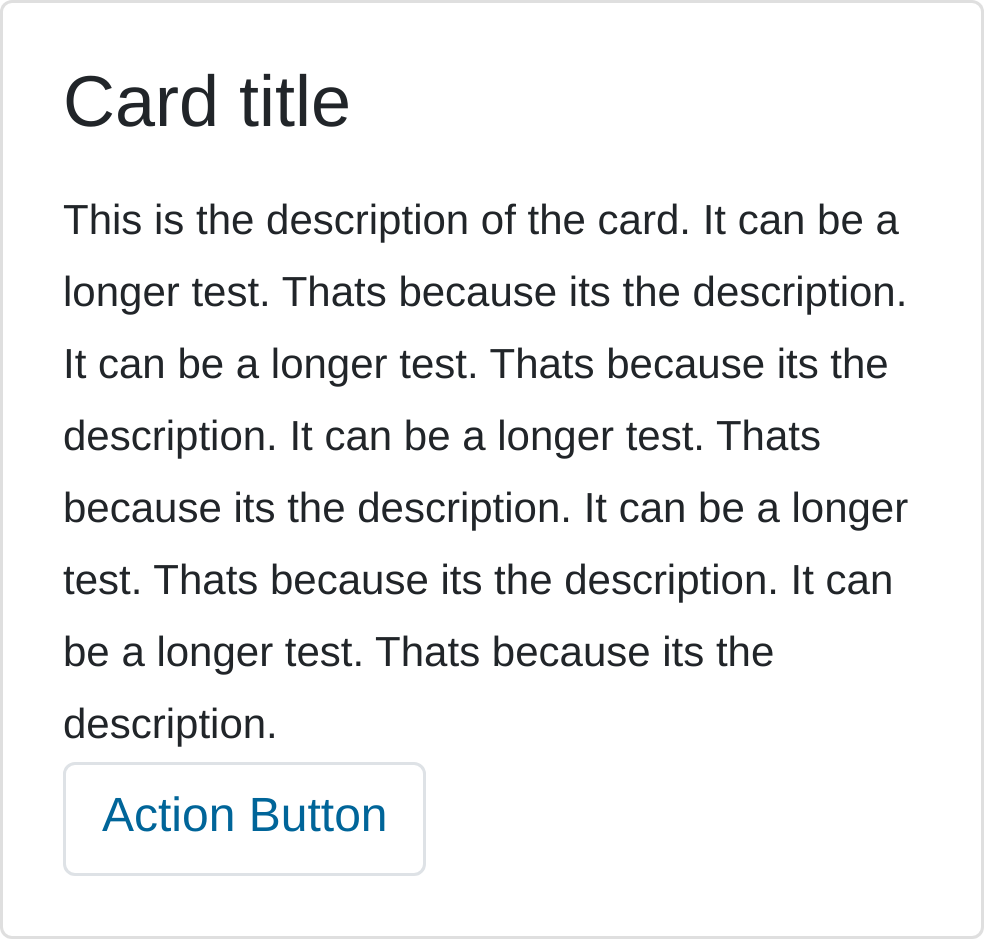 Card title
This is the description of the card. It can be a
longer test. Thats because its the description.
It can be a longer test. Thats because its the
description. It can be a longer test. Thats
because its the description. It can be a longer
test. Thats because its the description. It can
be a longer test. Thats because its the
description.
Action Button